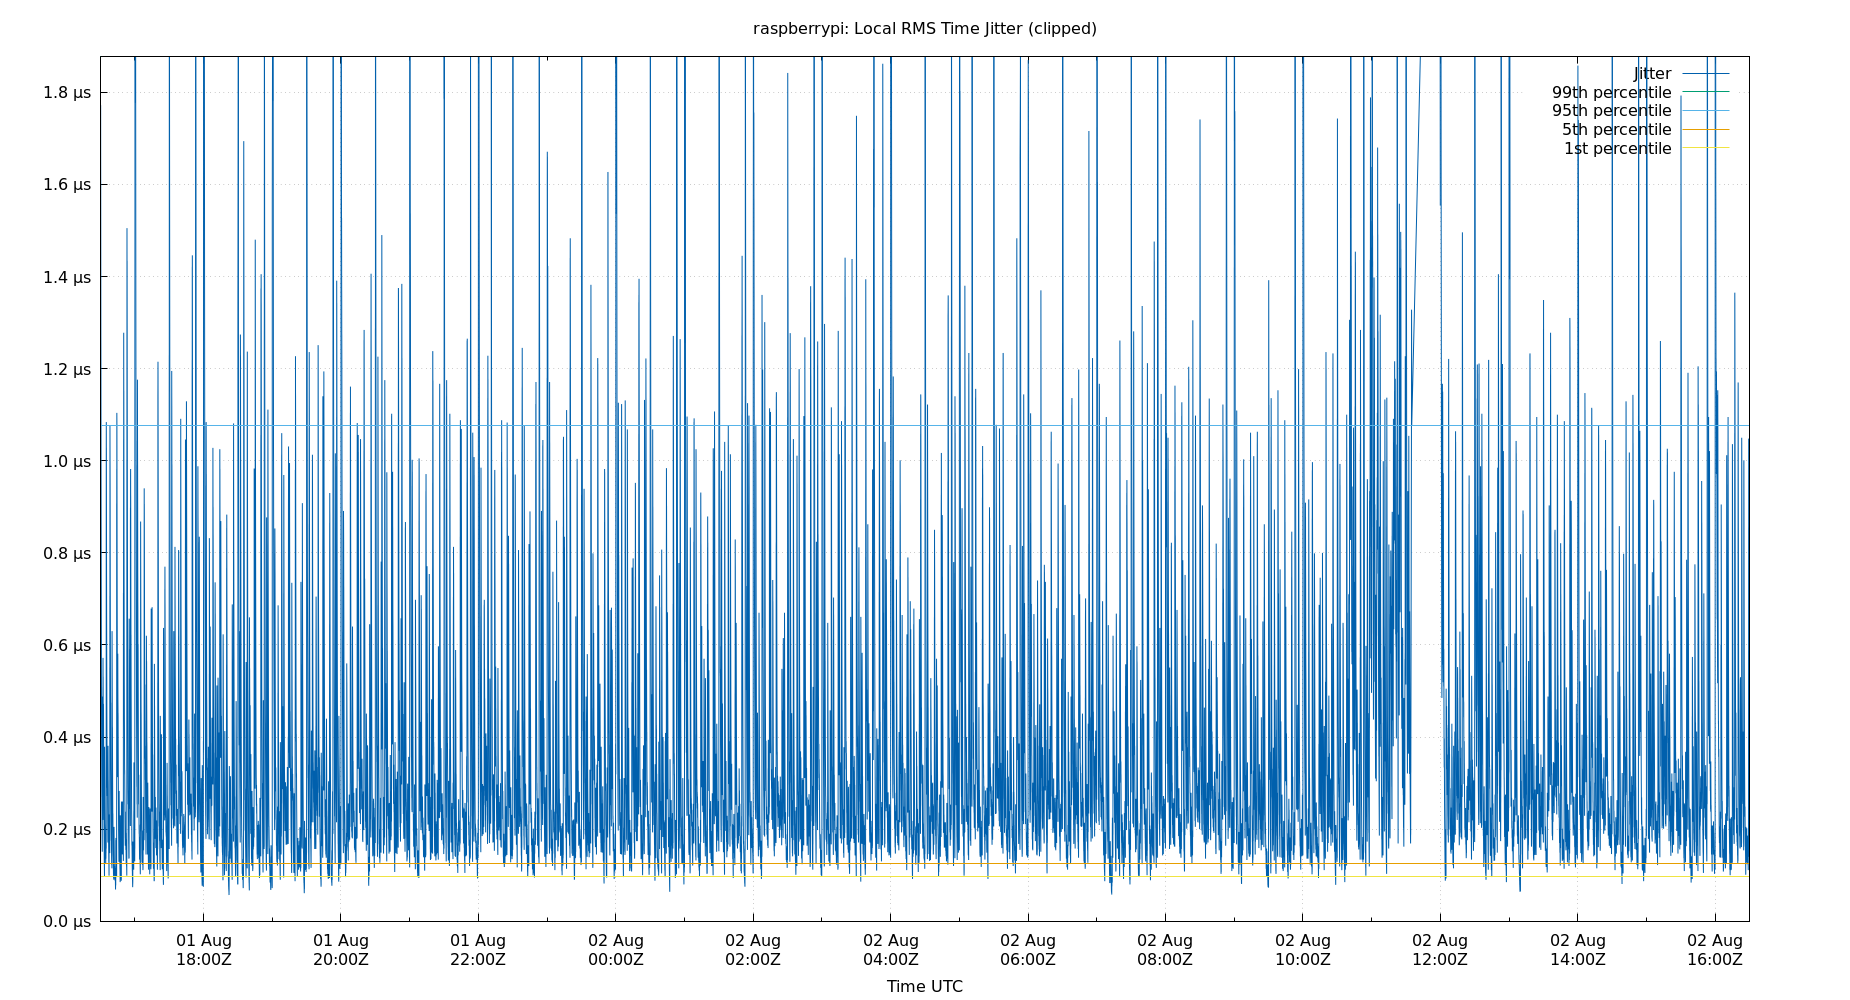 raspberrypi: Local RMS Time Jitter (clipped)
Jitter
99th percentile
95th percentile
5th percentile
1st percentile
1.8 µs
1.6 µs
1.4 µs
1.2 µs
1.0 µs
0.8 µs
0.6 µs
0.4 µs
0.2 µs
0.0 µs
01 Aug 01 Aug 01 Aug 02 Aug 02 Aug 02 Aug 02 Aug 02 Aug 02 Aug 02 Aug 02 Aug 02 Aug
18:00Z 20:00Z 22:00Z 00:00Z 02:00Z 04:00Z 06:00Z 08:00Z 10:00Z 12:00Z 14:00Z 16:00Z
Time UTC